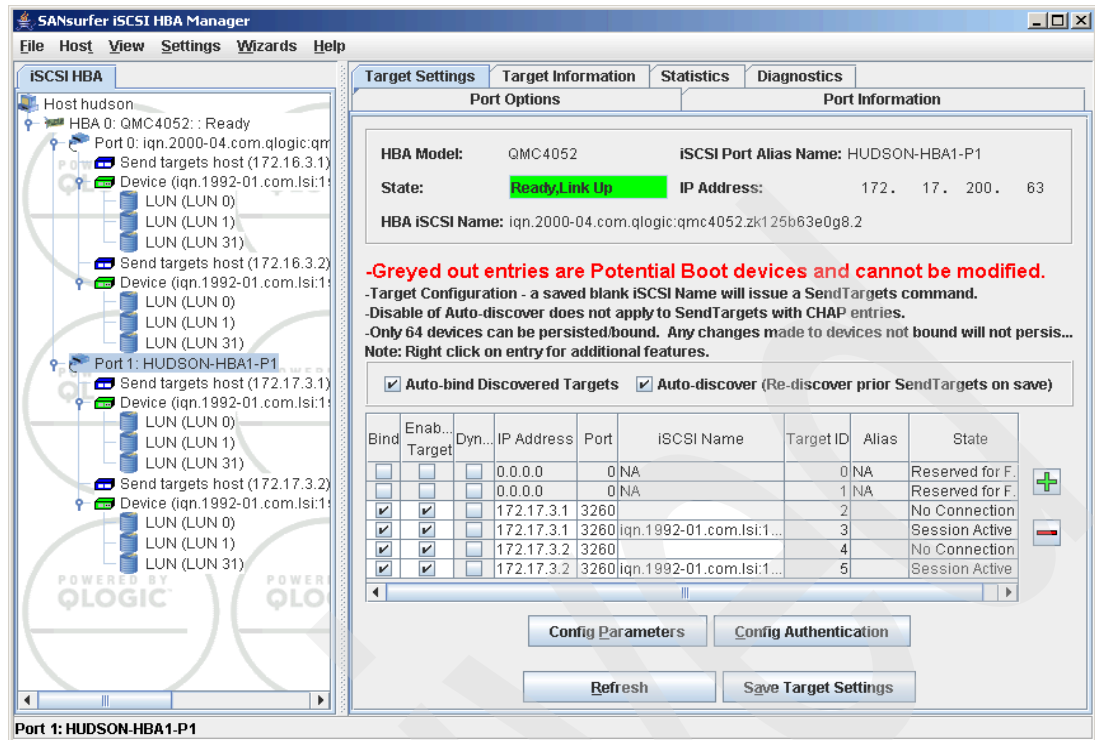 SANsurfer iSCSI HBA Manager
File Host View Settings Wizards Help
iSCSI HBA
Host hudson
HBA 0: QMC4052: : Ready
Port 0: iqn.2000-04.com.qlogic:qm
Send targets host (172.16.3.1)
Device (iqn.1992-01.com.lsi:1
LUN (LUN 0)
LUN (LUN 1)
LUN (LUN 31)
Send targets host (172.16.3.2)
Device (iqn.1992-01.com.lsi:1
LUN (LUN 0)
LUN (LUN 1)
LUN (LUN 31)
Port 1: HUDSON-HBA1-P1
Send targets host (172.17.3.1)
Device (iqn.1992-01.com.lsi:1
LUN (LUN 0)
LUN (LUN 1)
LUN (LUN 31)
Send targets host (172.17.3.2)
Device (iqn.1992-01.com.lsi:1
LUN (LUN 0)
LUN (LUN 1)
LUN (LUN 31)
POWERED BY POWER
QLOGIC QLO
Target Settings Target Information Statistics Diagnostics
Port Options Port Information
HBA Model: QMC4052 iSCSI Port Alias Name: HUDSON-HBA1-P1
State: Ready,Link Up IP Address: 172. 17. 200. 63
HBA iSCSI Name: iqn.2000-04.com.qlogic:qmc4052.zk125b63e0g8.2
-Greyed out entries are Potential Boot devices and cannot be modified.
-Target Configuration - a saved blank iSCSI Name will issue a SendTargets command.
-Disable of Auto-discover does not apply to SendTargets with CHAP entries.
-Only 64 devices can be persisted/bound. Any changes made to devices not bound will not persis...
Note: Right click on entry for additional features.
Auto-bind Discovered Targets Auto-discover (Re-discover prior SendTargets on save)
Bind Enab... Target Dyn... IP Address Port iSCSI Name Target ID Alias State
0.0.0.0 0 NA 0 NA Reserved for F.
0.0.0.0 0 NA 1 NA Reserved for F.
172.17.3.1 3260 2 No Connection
172.17.3.1 3260 iqn.1992-01.com.lsi:1... 3 Session Active
172.17.3.2 3260 4 No Connection
172.17.3.2 3260 iqn.1992-01.com.lsi:1... 5 Session Active
Config Parameters Config Authentication
Refresh Save Target Settings
Port 1: HUDSON-HBA1-P1